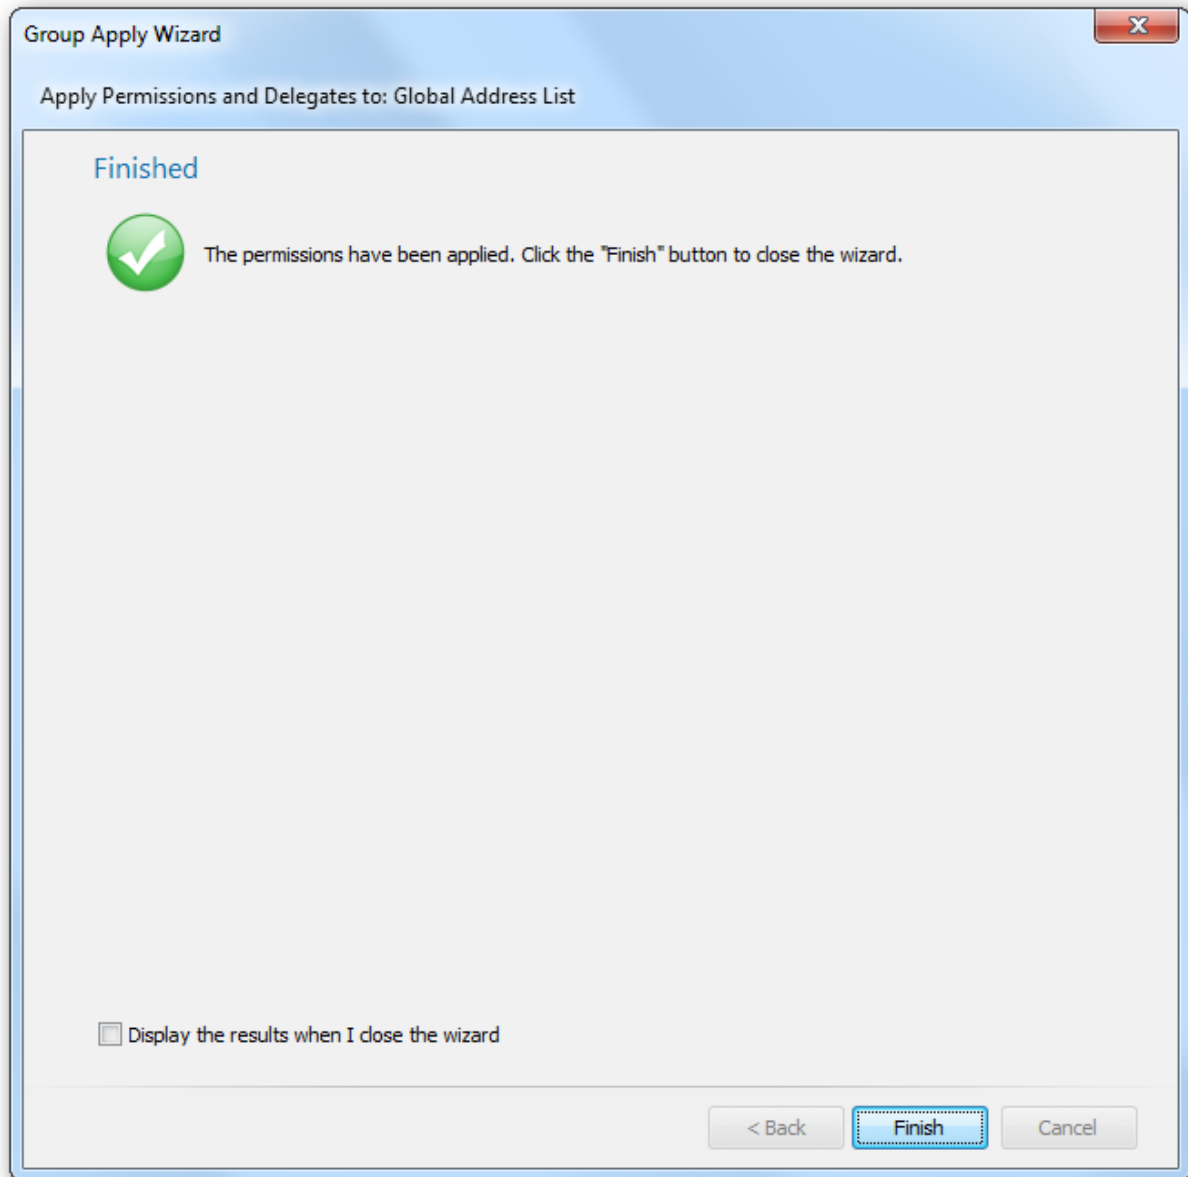 Group Apply Wizard
Apply Permissions and Delegates to: Global Address List
Finished
The permissions have been applied. Click the "Finish" button to close the wizard.
Display the results when I close the wizard
< Back
Finish
Cancel